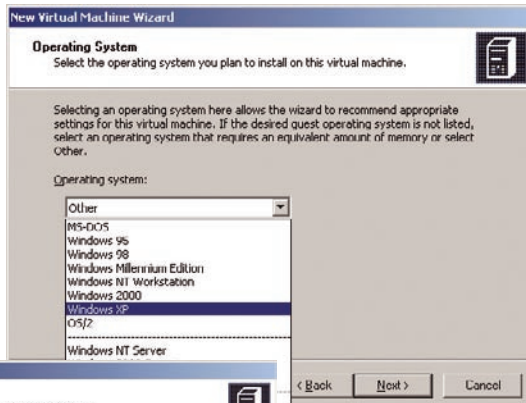 New Virtual Machine Wizard
Operating System
Select the operating system you plan to install on this virtual machine.
Selecting an operating system here allows the wizard to recommend appropriate
settings for this virtual machine. If the desired guest operating system is not listed,
select an operating system that requires an equivalent amount of memory or select
Other.
Operating system:
Other
MS-DOS
Windows 95
Windows 98
Windows Millennium Edition
Windows NT Workstation
Windows 2000
Windows XP
OS/2
Windows NT Server
< Back
Next >
Cancel